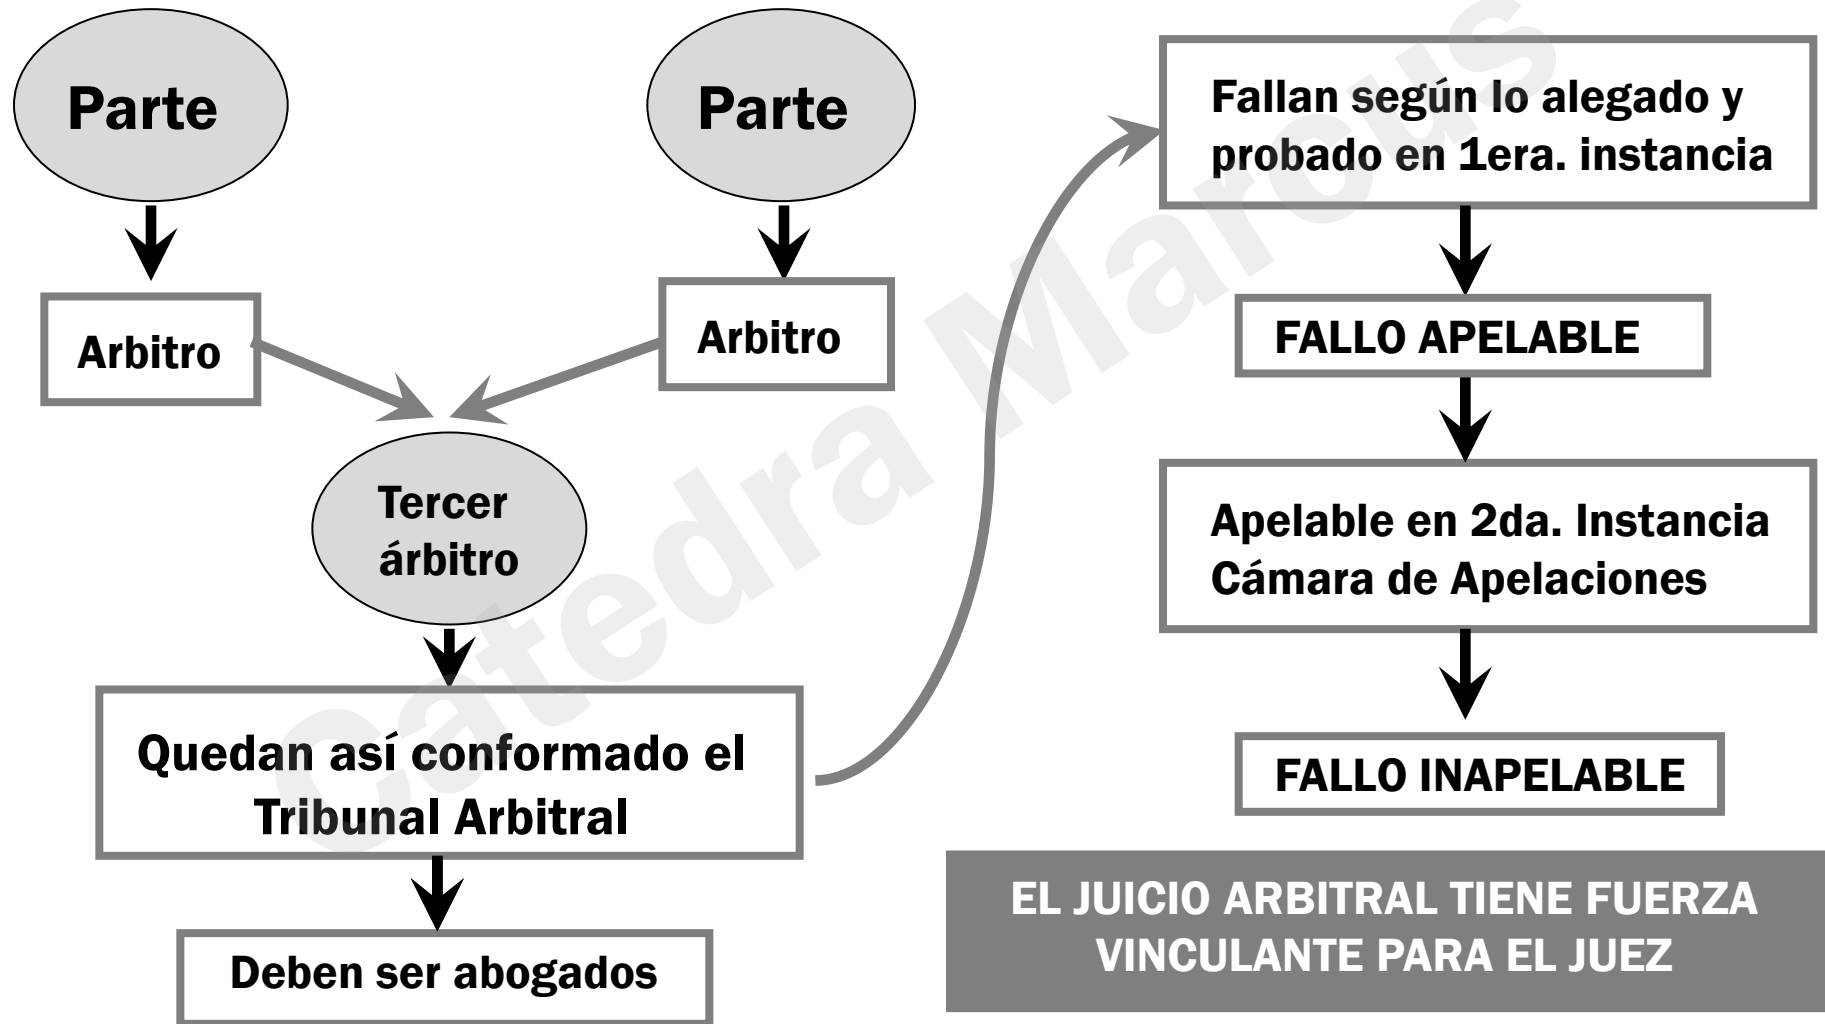 Parte
Parte
Arbitro
Arbitro
Tercer
árbitro
Quedan así conformado el
Tribunal Arbitral
Deben ser abogados
Fallan según lo alegado y
probado en 1era. instancia
FALLO APELABLE
Apelable en 2da. Instancia
Cámara de Apelaciones
FALLO INAPELABLE
EL JUICIO ARBITRAL TIENE FUERZA
VINCULANTE PARA EL JUEZ
Catedra Marcus